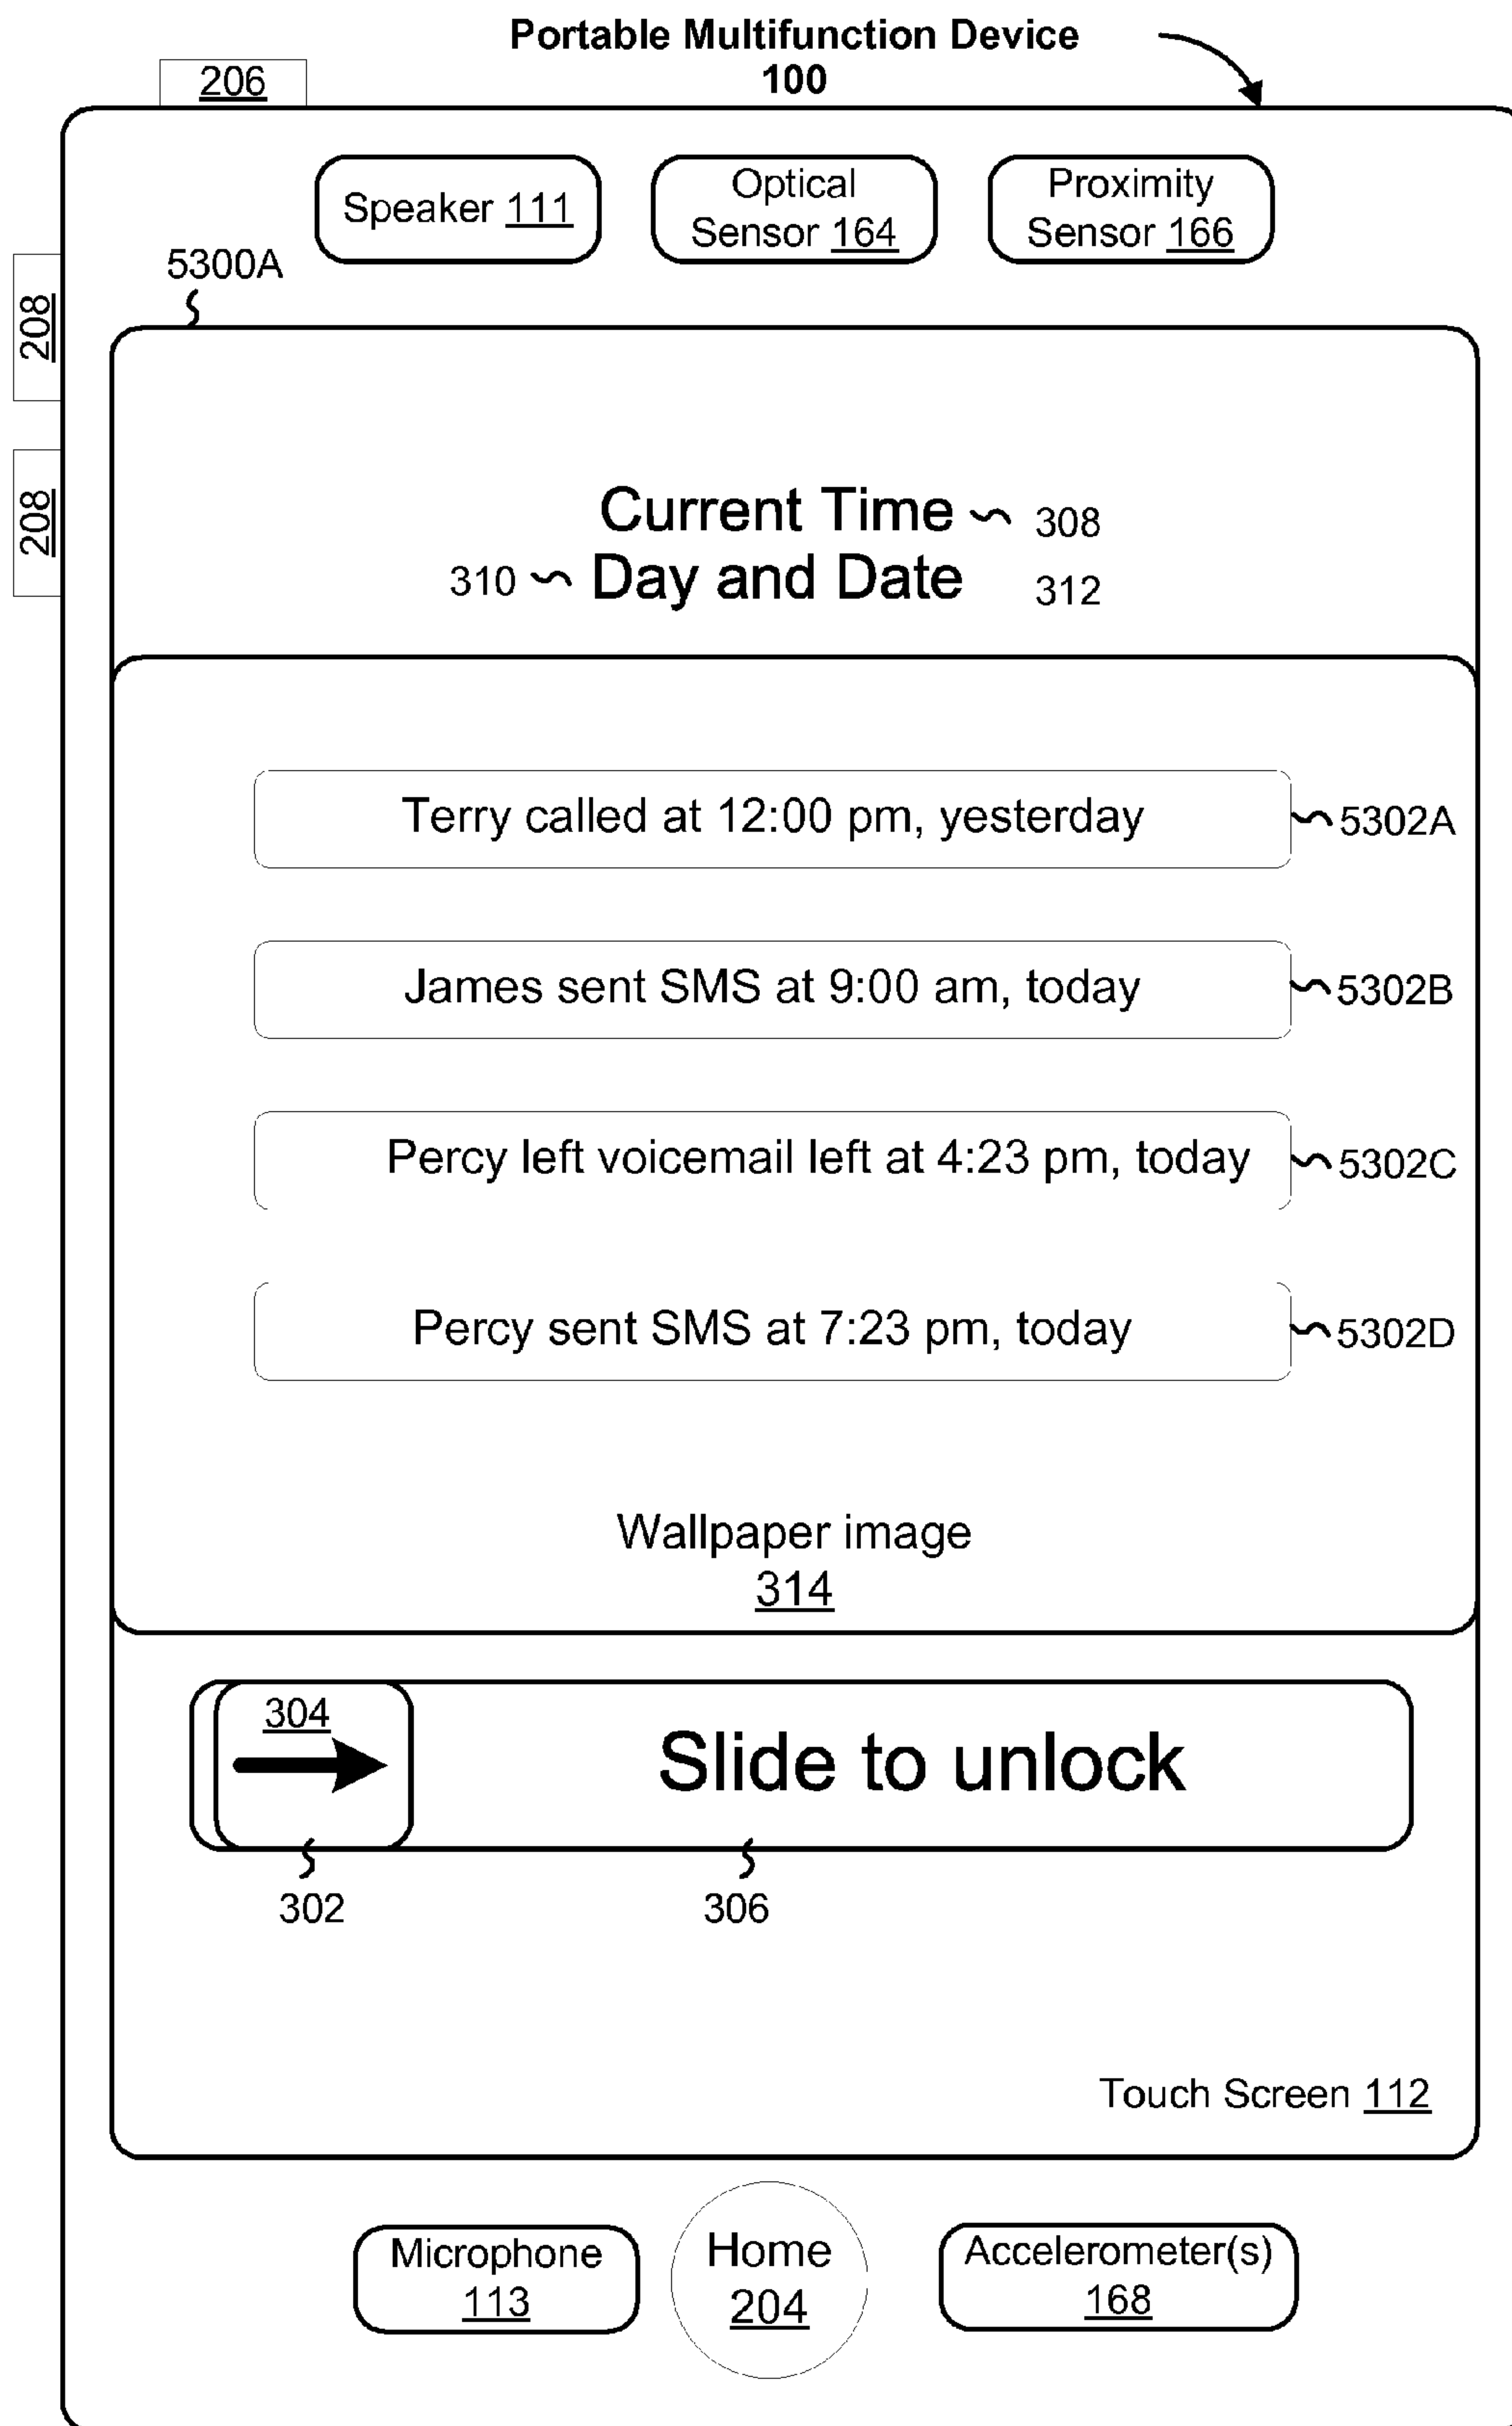 Portable Multifunction Device
100
206
Speaker 111
Optical
Sensor 164
Proximity
Sensor 166
5300A
208
208
Current Time 308
310 Day and Date 312
Terry called at 12:00 pm, yesterday 5302A
James sent SMS at 9:00 am, today 5302B
Percy left voicemail left at 4:23 pm, today 5302C
Percy sent SMS at 7:23 pm, today 5302D
Wallpaper image
314
304
Slide to unlock
302 306
Touch Screen 112
Microphone
113
Home
204
Accelerometer(s)
168